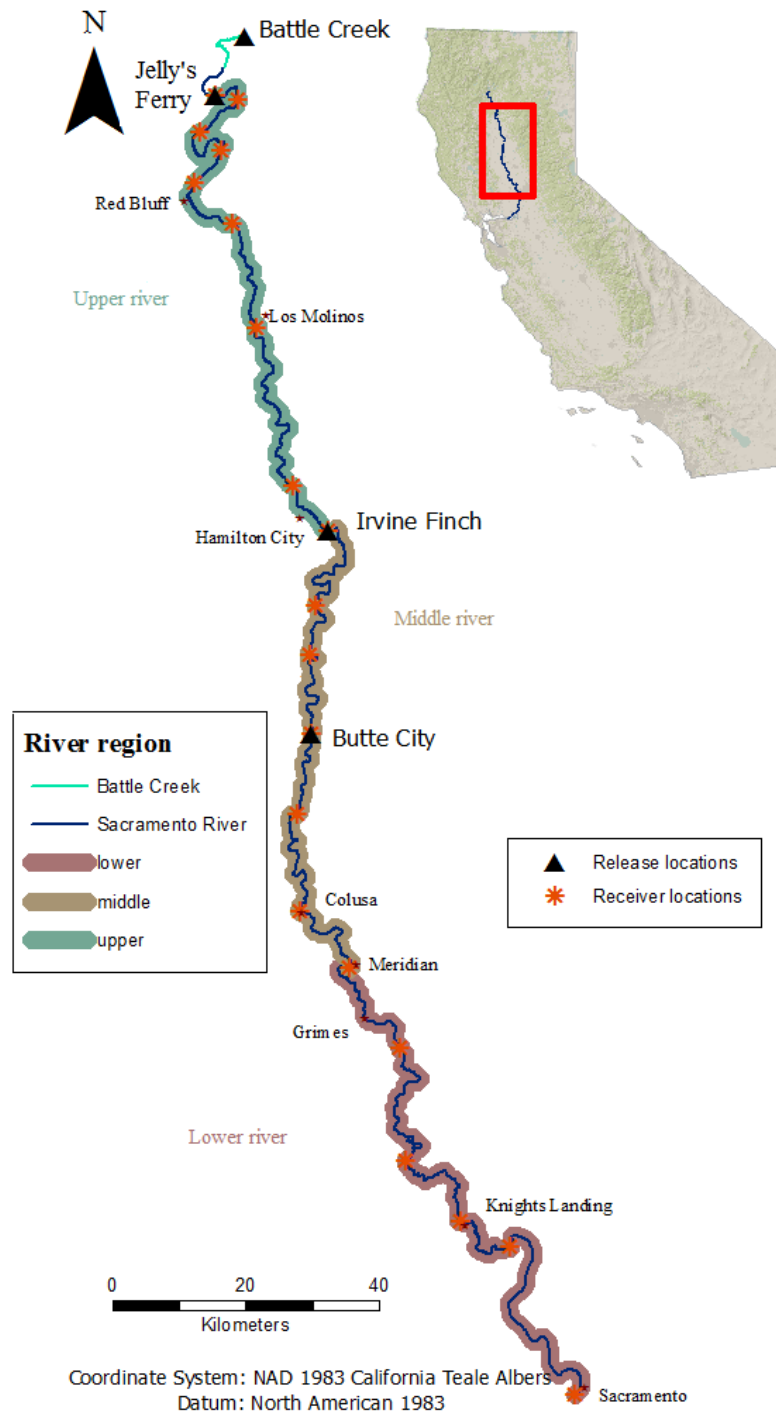 N
Battle Creek
Jelly's
Ferry
Red Bluff
Upper river
Los Molinos
Irvine Finch
Hamilton City
Middle river
River region
Battle Creek
Sacramento River
lower
middle
upper
Butte City
Release locations
Receiver locations
Colusa
Meridian
Grimes
Lower river
Knights Landing
0 20 40
Kilometers
Coordinate System: NAD 1983 California Teale Albers
Datum: North American 1983
Sacramento